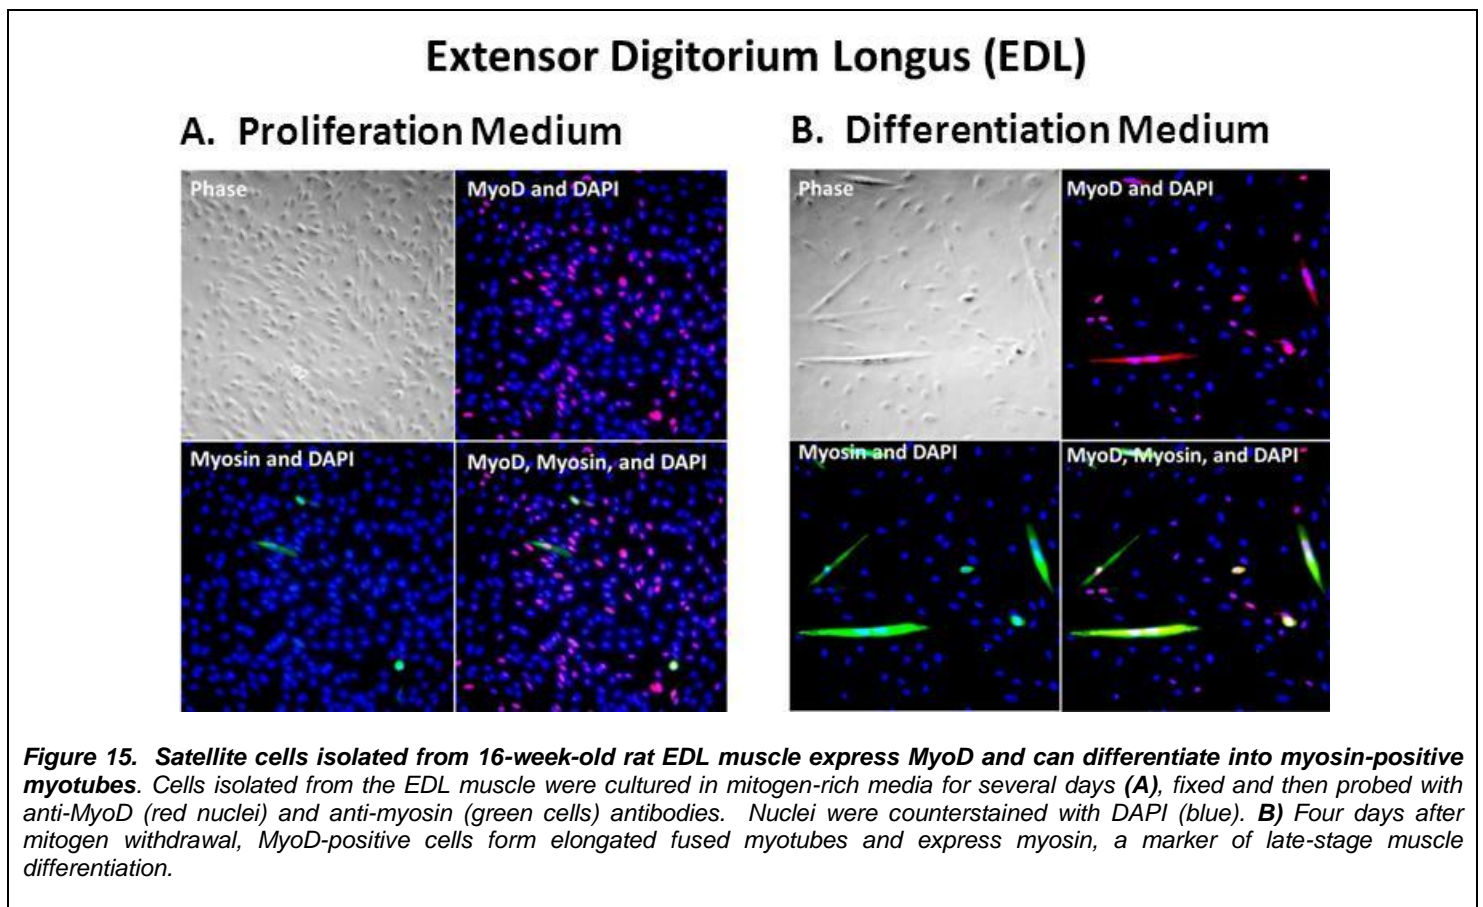 Extensor Digitorium Longus (EDL)
A. Proliferation Medium
B. Differentiation Medium
Phase
MyoD and DAPI
Phase
MyoD and DAPI
Myosin and DAPI
MyoD, Myosin, and DAPI
Myosin and DAPI
MyoD, Myosin, and DAPI
Figure 15. Satellite cells isolated from 16-week-old rat EDL muscle express MyoD and can differentiate into myosin-positive
myotubes. Cells isolated from the EDL muscle were cultured in mitogen-rich media for several days (A), fixed and then probed with
anti-MyoD (red nuclei) and anti-myosin (green cells) antibodies. Nuclei were counterstained with DAPI (blue). B) Four days after
mitogen withdrawal, MyoD-positive cells form elongated fused myotubes and express myosin, a marker of late-stage muscle
differentiation.